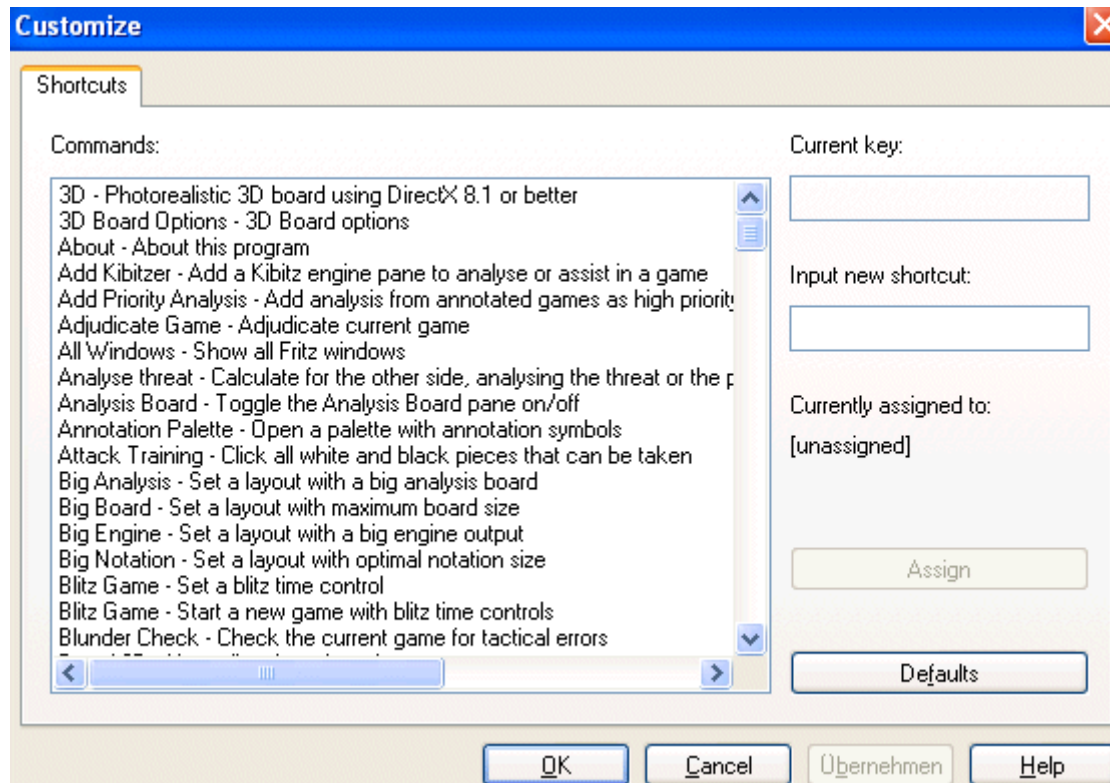 Customize
Shortcuts
Commands:
3D - Photorealistic 3D board using DirectX 8.1 or better
3D Board Options - 3D Board options
About - About this program
Add Kibitzer - Add a Kibitz engine pane to analyse or assist in a game
Add Priority Analysis - Add analysis from annotated games as high priority
Adjudicate Game - Adjudicate current game
All Windows - Show all Fritz windows
Analyse threat - Calculate for the other side, analysing the threat or the p
Analysis Board - Toggle the Analysis Board pane on/off
Annotation Palette - Open a palette with annotation symbols
Attack Training - Click all white and black pieces that can be taken
Big Analysis - Set a layout with a big analysis board
Big Board - Set a layout with maximum board size
Big Engine - Set a layout with a big engine output
Big Notation - Set a layout with optimal notation size
Blitz Game - Set a blitz time control
Blitz Game - Start a new game with blitz time controls
Blunder Check - Check the current game for tactical errors
Current key:
Input new shortcut:
Currently assigned to:
[unassigned]
Assign
Defaults
OK
Cancel
Übernehmen
Help